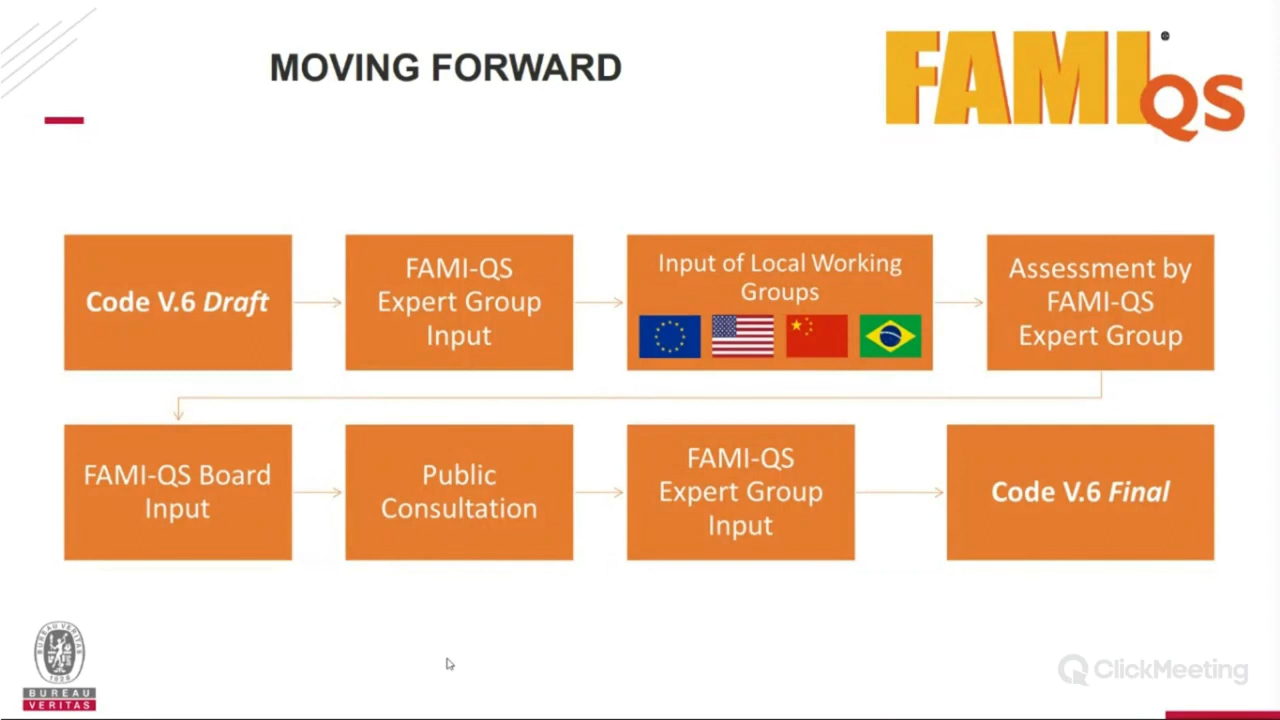 MOVING FORWARD
FAMI
QS
Code V.6 Draft
FAMI-QS
Expert Group
Input
Input of Local Working
Groups
Assessment by
FAMI-QS
Expert Group
FAMI-QS Board
Input
Public
Consultation
FAMI-QS
Expert Group
Input
Code V.6 Final
BUREAU VERITAS
1828
BUREAU
VERITAS
ClickMeeting